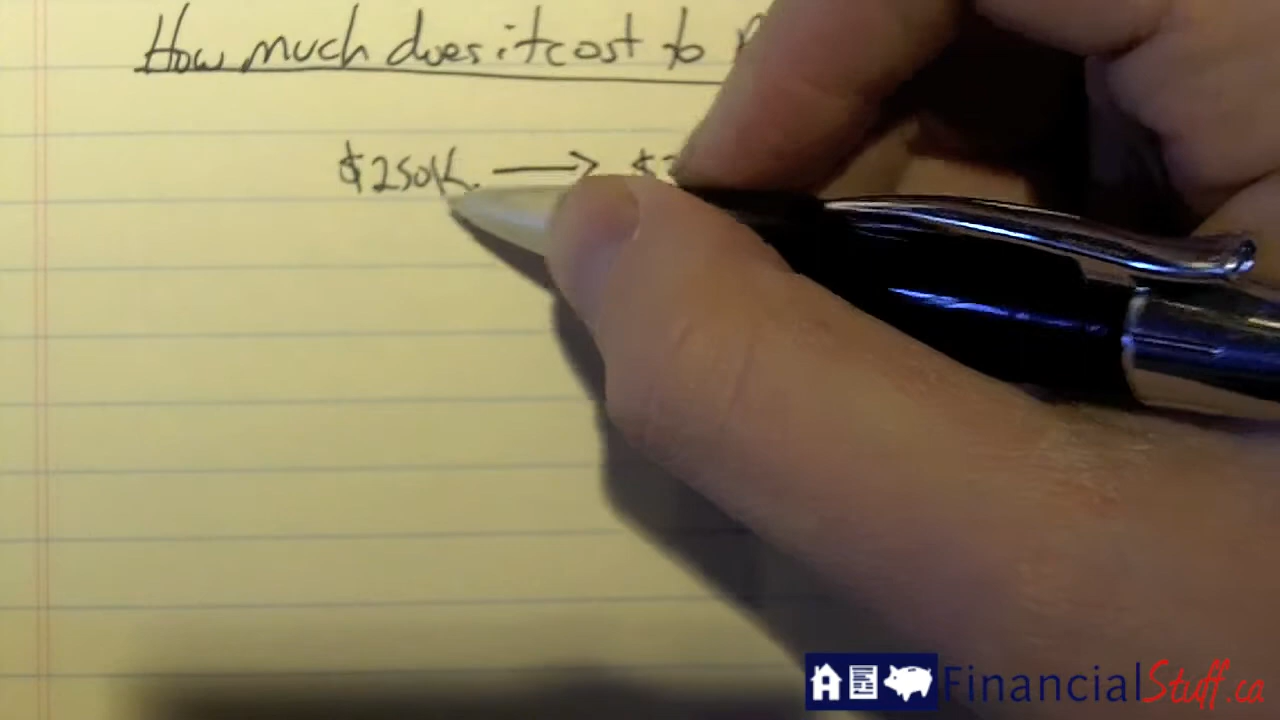 How much does it cost to
$250K. → $
FinancialStuff.ca